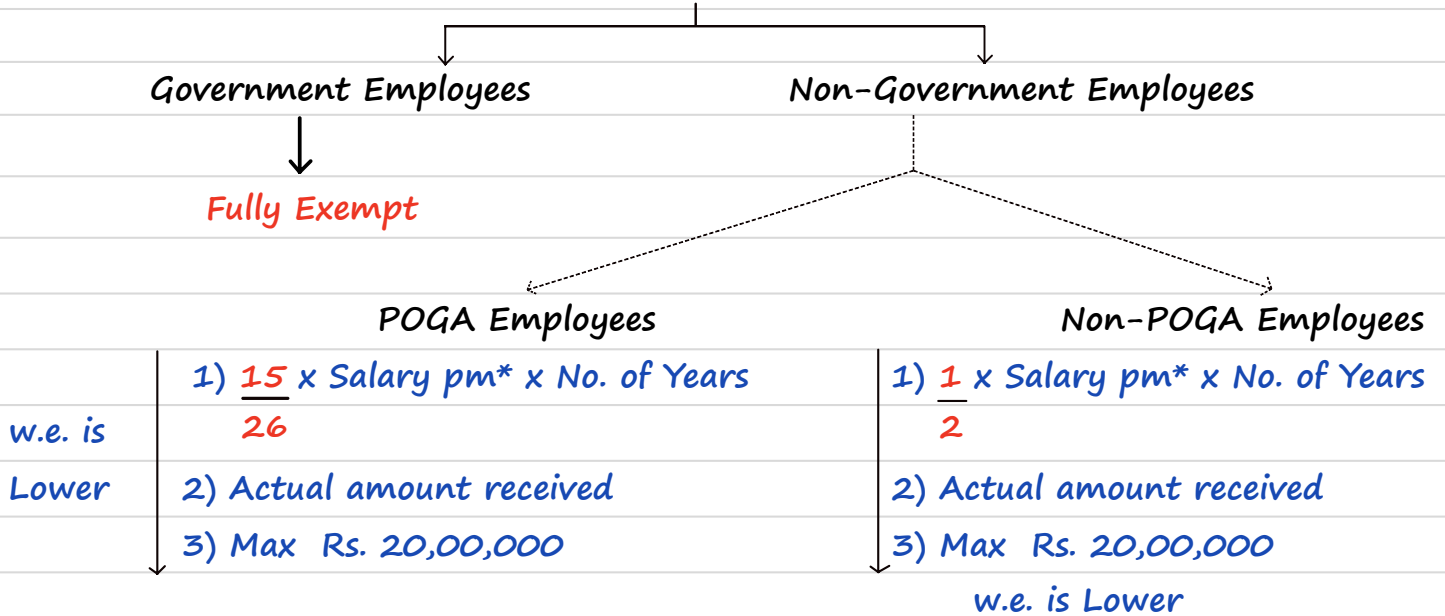 Government Employees
Non-Government Employees
Fully Exempt
POGA Employees
1) 15 x Salary pm* x No. of Years
26
w.e. is
Lower
2) Actual amount received
3) Max Rs. 20,00,000
Non-POGA Employees
1) 1 x Salary pm* x No. of Years
2
2) Actual amount received
3) Max Rs. 20,00,000
w.e. is Lower